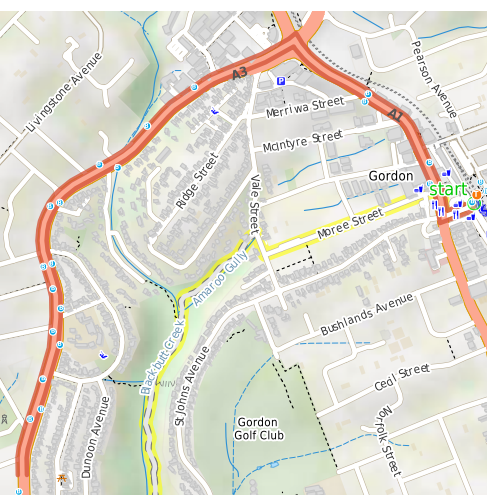 A3
Livingstone Avenue
Pearson Avenue
Merriwa Street
A1
McIntyre Street
Ridge Street
Gordon
start
Vale Street
Moree Street
Amaroo Gully
Bushlands Avenue
Blackbutt Creek
St Johns Avenue
Cecil Street
Norfolk Street
Dunoon Avenue
Gordon
Golf Club